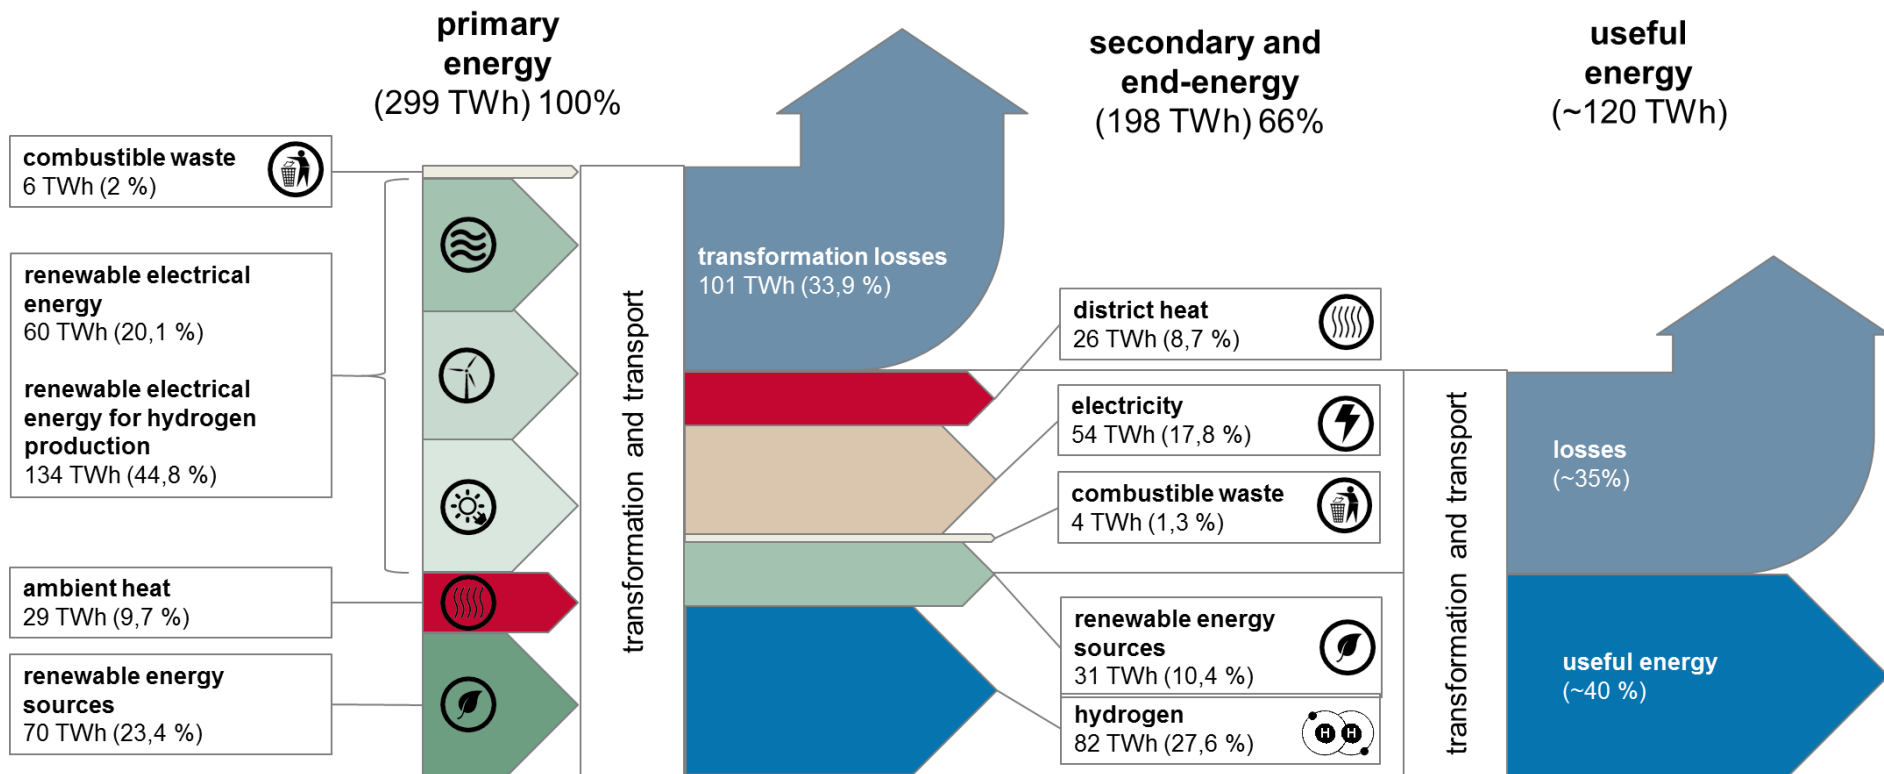 primary
energy
(299 TWh) 100%
secondary and
end-energy
(198 TWh) 66%
useful
energy
(~120 TWh)
combustible waste
6 TWh (2 %)
renewable electrical
energy
60 TWh (20,1 %)
renewable electrical
energy for hydrogen
production
134 TWh (44,8 %)
ambient heat
29 TWh (9,7 %)
renewable energy
sources
70 TWh (23,4 %)
transformation and transport
transformation losses
101 TWh (33,9 %)
district heat
26 TWh (8,7 %)
electricity
54 TWh (17,8 %)
combustible waste
4 TWh (1,3 %)
renewable energy
sources
31 TWh (10,4 %)
hydrogen
82 TWh (27,6 %)
H H
transformation and transport
losses
(~35%)
useful energy
(~40 %)